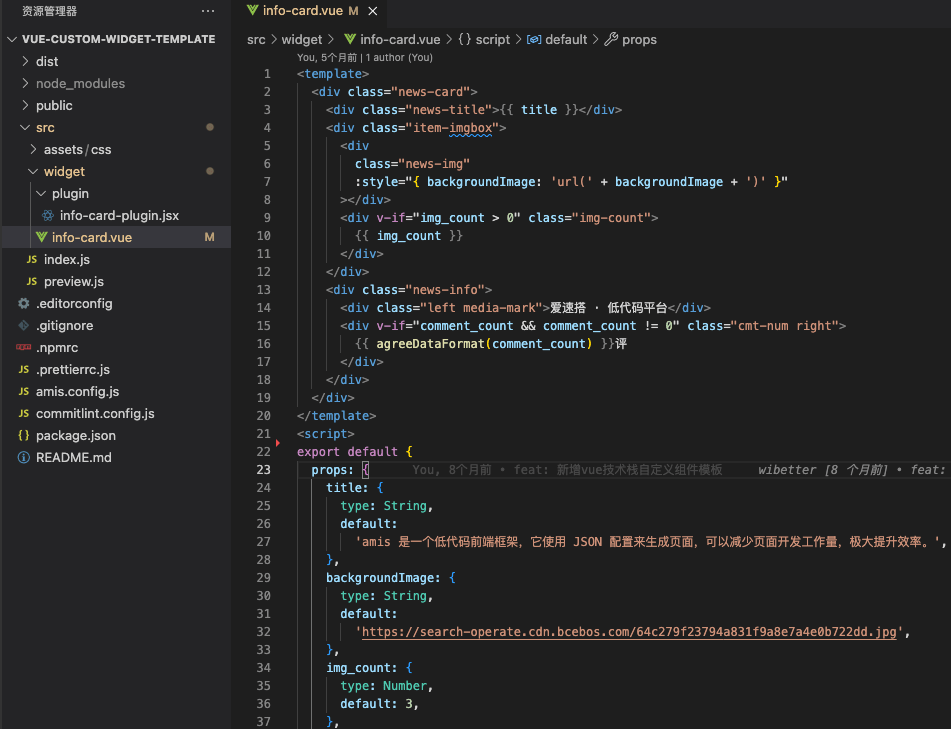 资源管理器 ···
VUE-CUSTOM-WIDGET-TEMPLATE
dist
node_modules
public
src
assets/css
widget
plugin
info-card-plugin.jsx
info-card.vue M
JS index.js
JS preview.js
.editorconfig
.gitignore
.npmrc
JS .prettierrc.js
JS amis.config.js
JS commitlint.config.js
{} package.json
README.md
info-card.vue M
src > widget > info-card.vue > {} script > default > props
You, 5个月前 | 1 author (You)
1 <template>
2 <div class="news-card">
3 <div class="news-title">{{ title }}</div>
4 <div class="item-imgbox">
5 <div
6 class="news-img"
7 :style="{ backgroundImage: 'url(' + backgroundImage + ')' }"
8 ></div>
9 <div v-if="img_count > 0" class="img-count">
10 {{ img_count }}
11 </div>
12 </div>
13 <div class="news-info">
14 <div class="left media-mark">爱速搭 · 低代码平台</div>
15 <div v-if="comment_count && comment_count != 0" class="cmt-num right">
16 {{ agreeDataFormat(comment_count) }}评
17 </div>
18 </div>
19 </div>
20 </template>
21 <script>
22 export default {
23 props: { You, 8个月前 • feat: 新增vue技术栈自定义组件模板 wibetter [8 个月前] • feat:
24 title: {
25 type: String,
26 default:
27 'amis 是一个低代码前端框架，它使用 JSON 配置来生成页面，可以减少页面开发工作量，极大提升效率。',
28 },
29 backgroundImage: {
30 type: String,
31 default:
32 'https://search-operate.cdn.bcebos.com/64c279f23794a831f9a8e7a4e0b722dd.jpg',
33 },
34 img_count: {
35 type: Number,
36 default: 3,
37 },